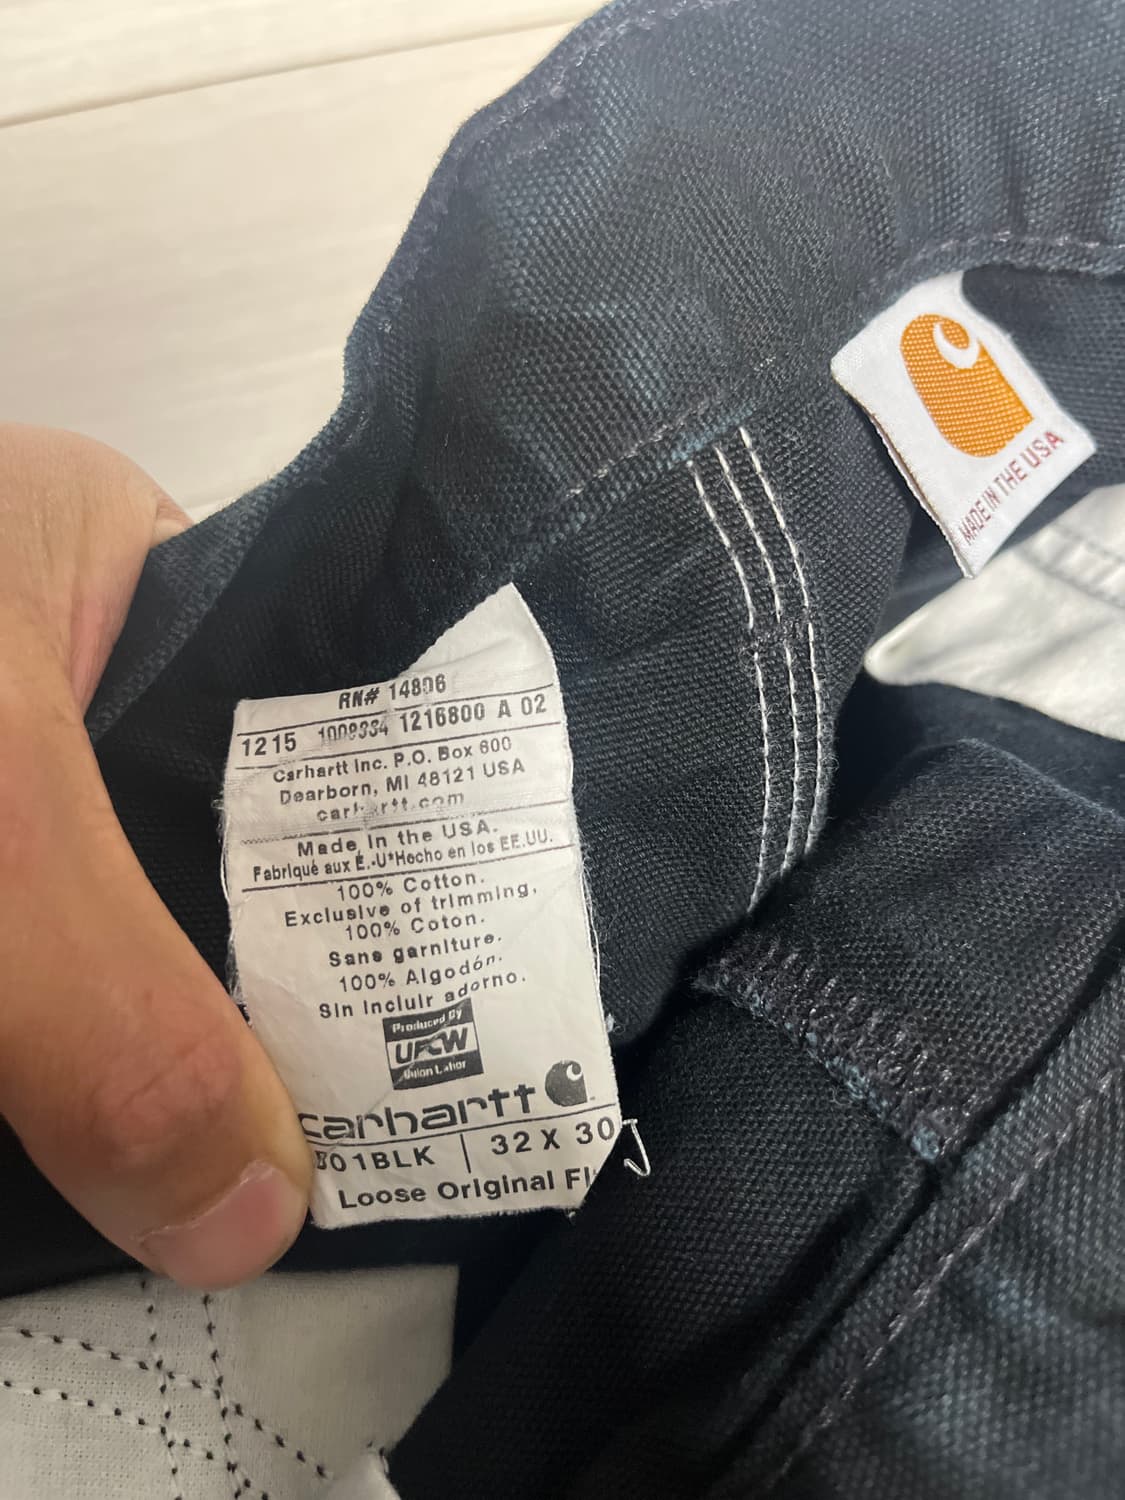 MADE IN THE USA
RN# 14806
1215 1009334 1216800 A 02
Carhartt Inc. P.O. Box 600
Dearborn, MI 48121 USA
carhartt.com
Made in the USA.
Fabriqué aux É.-U*Hecho en los EE.UU.
100% Cotton.
Exclusive of trimming,
100% Coton.
Sans garniture.
100% Algodón.
Sin incluir adorno.
Produced By
UFCW
Union Labor
carhartt
B01BLK | 32 X 30
Loose Original